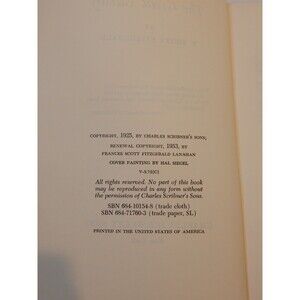 COPYRIGHT, 1925, BY CHARLES SCRIBNER'S SONS;
RENEWAL COPYRIGHT, 1953, BY
FRANCES SCOTT FITZGERALD LANAHAN
COVER PAINTING BY HAL SIEGEL
All rights reserved. No part of this book
may be reproduced in any form without
the permission of Charles Scribner's Sons.
SBN 684-10154-8 (trade cloth)
SBN 684-71760-3 (trade paper, SL)
PRINTED IN THE UNITED STATES OF AMERICA